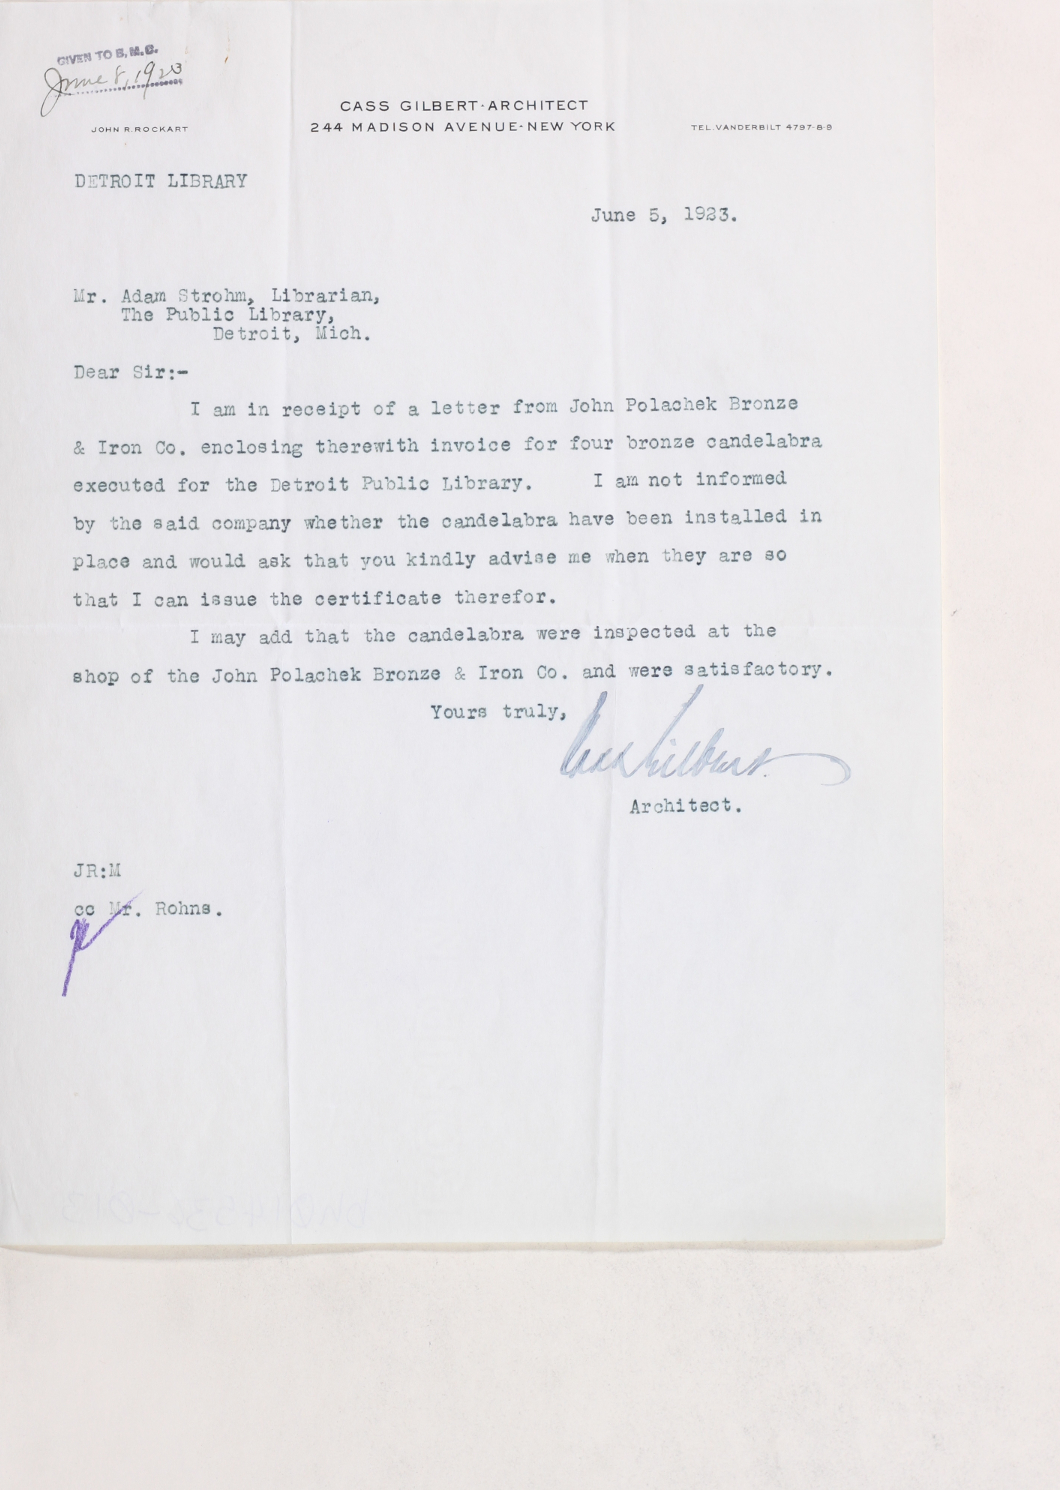 GIVEN TO B.M.C.
June 8, 1923
CASS GILBERT·ARCHITECT
JOHN R. ROCKART 244 MADISON AVENUE-NEW YORK TEL. VANDERBILT 4797-8-9
DETROIT LIBRARY
June 5, 1923.
Mr. Adam Strohm, Librarian,
The Public Library,
Detroit, Mich.
Dear Sir:-
I am in receipt of a letter from John Polachek Bronze
& Iron Co. enclosing therewith invoice for four bronze candelabra
executed for the Detroit Public Library. I am not informed
by the said company whether the candelabra have been installed in
place and would ask that you kindly advise me when they are so
that I can issue the certificate therefor.
I may add that the candelabra were inspected at the
shop of the John Polachek Bronze & Iron Co. and were satisfactory.
Yours truly,
Cass Gilbert.
Architect.
JR:M
cc Mr. Rohns.